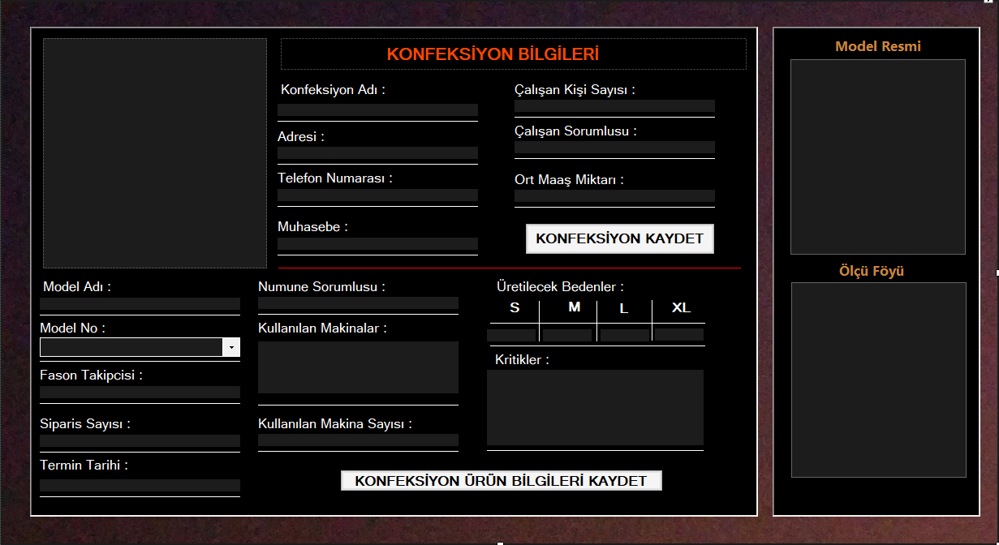 KONFEKSİYON BİLGİLERİ
Konfeksiyon Adı :
Adresi :
Telefon Numarası :
Muhasebe :
Çalışan Kişi Sayısı :
Çalışan Sorumlusu :
Ort Maaş Miktarı :
KONFEKSİYON KAYDET
Model Adı :
Model No :
Fason Takipcisi :
Siparis Sayısı :
Termin Tarihi :
Numune Sorumlusu :
Kullanılan Makinalar :
Kullanılan Makina Sayısı :
Üretilecek Bedenler :
S M L XL
Kritikler :
KONFEKSİYON ÜRÜN BİLGİLERİ KAYDET
Model Resmi
Ölçü Föyü